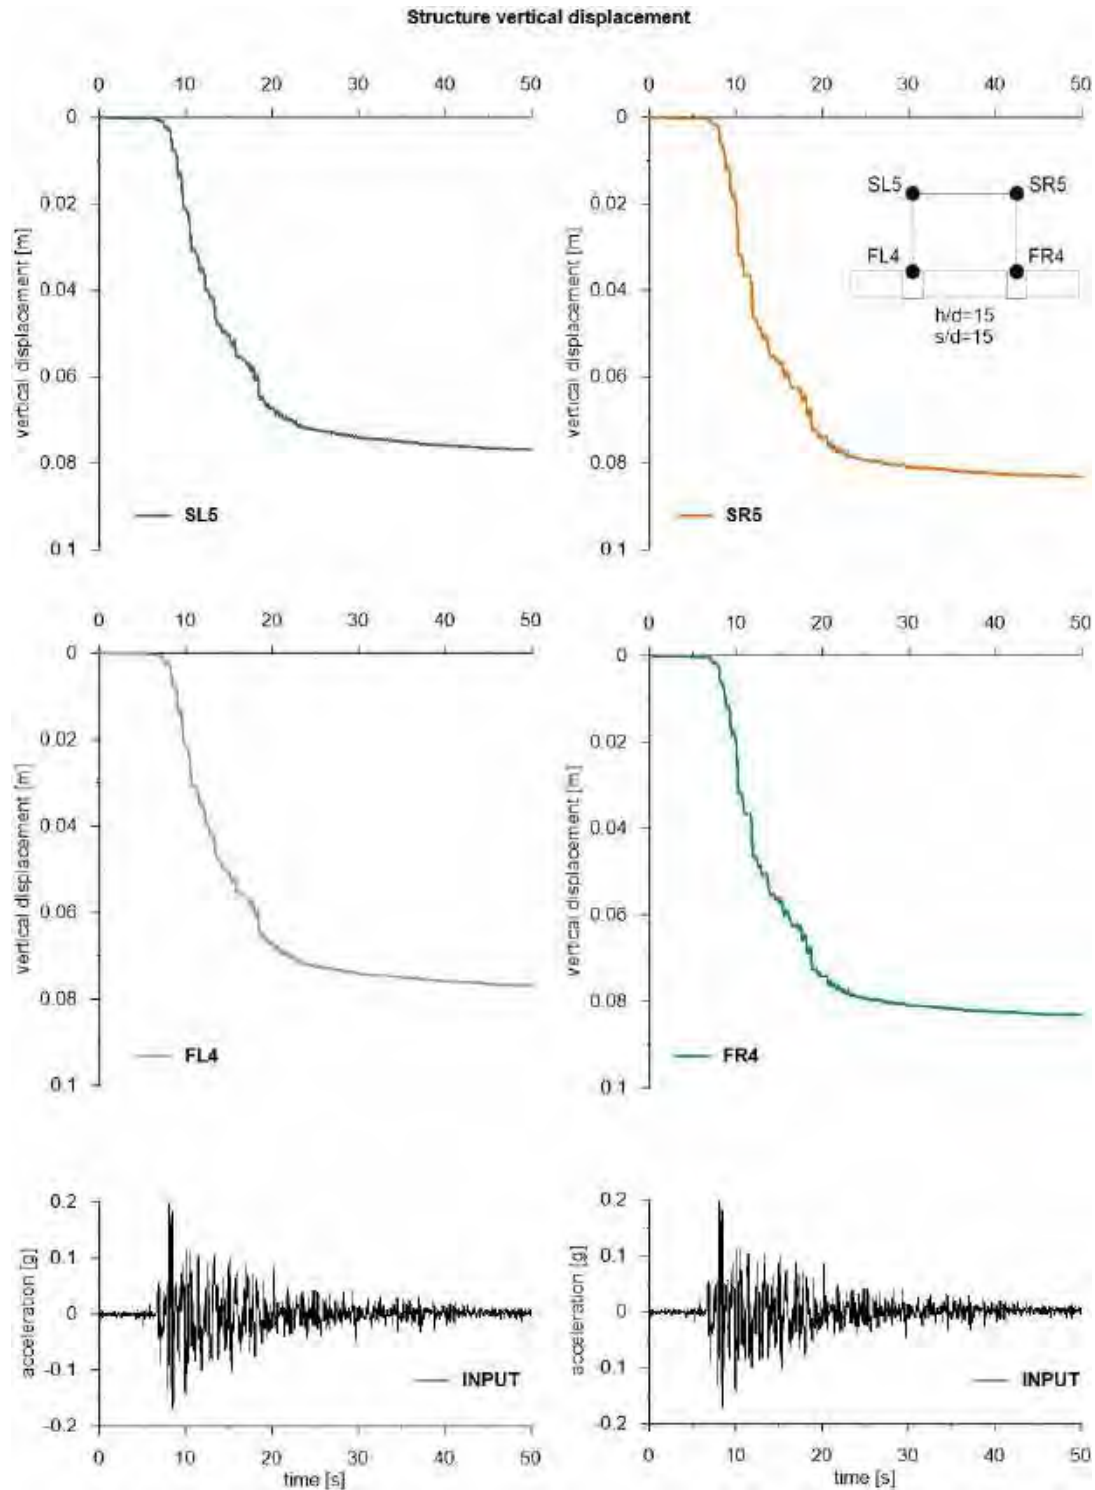 Structure vertical displacement
0 10 20 30 40 50
0
0.02
0.04
0.06
0.08
0.1
vertical displacement [m]
SL5
0 10 20 30 40 50
0
0.02
0.04
0.06
0.08
0.1
vertical displacement [m]
SL5 SR5
FL4 FR4
h/d=15
s/d=15
SR5
0 10 20 30 40 50
0
0.02
0.04
0.06
0.08
0.1
vertical displacement [m]
FL4
0 10 20 30 40 50
0
0.02
0.04
0.06
0.08
0.1
vertical displacement [m]
FR4
0.2
0.1
0
-0.1
-0.2
acceleration [g]
INPUT
0 10 20 30 40 50
time [s]
0.2
0.1
0
-0.1
-0.2
acceleration [g]
INPUT
0 10 20 30 40 50
time [s]